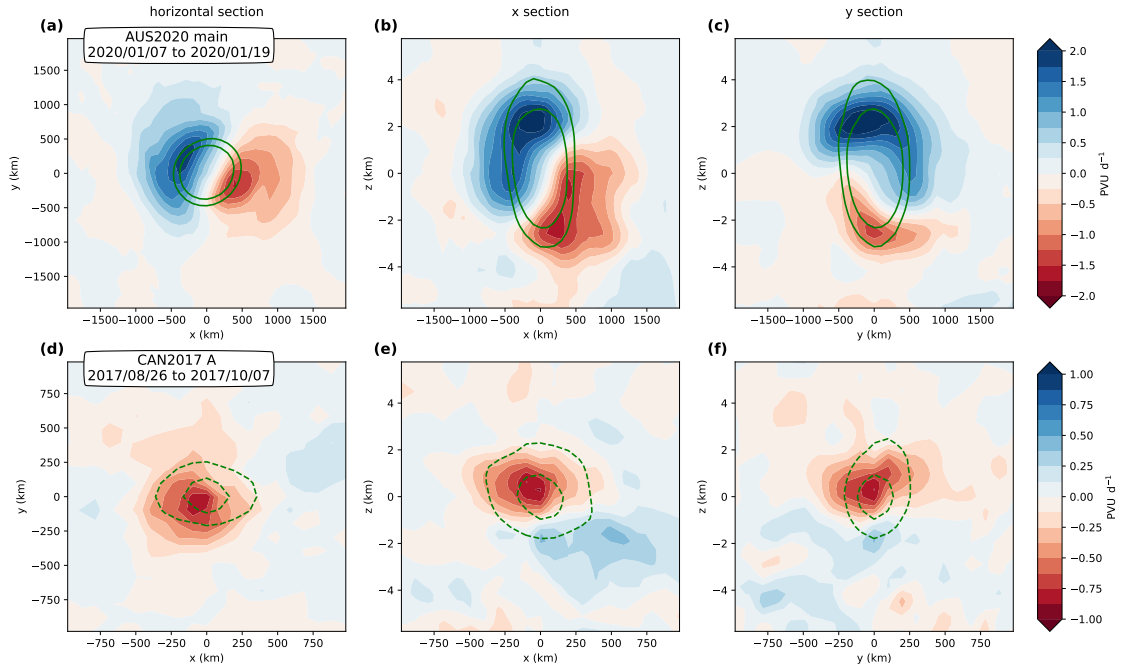 horizontal section
x section
y section
(a)
(b)
(c)
AUS2020 main
2020/01/07 to 2020/01/19
1500
1000
500
0
−500
−1000
−1500
y (km)
−1500−1000 −500 0 500 1000 1500
x (km)
4
2
0
−2
−4
z (km)
−1500−1000 −500 0 500 1000 1500
x (km)
4
2
0
−2
−4
z (km)
−1500−1000 −500 0 500 1000 1500
y (km)
2.0
1.5
1.0
0.5
0.0
−0.5
−1.0
−1.5
−2.0
PVU d⁻¹
(d)
(e)
(f)
CAN2017 A
2017/08/26 to 2017/10/07
750
500
250
0
−250
−500
−750
y (km)
−750 −500 −250 0 250 500 750
x (km)
4
2
0
−2
−4
z (km)
−750 −500 −250 0 250 500 750
x (km)
4
2
0
−2
−4
z (km)
−750 −500 −250 0 250 500 750
y (km)
1.00
0.75
0.50
0.25
0.00
−0.25
−0.50
−0.75
−1.00
PVU d⁻¹